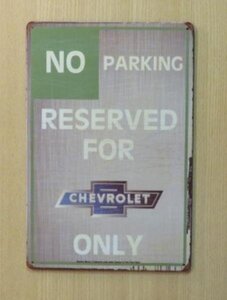 NO PARKING
RESERVED
FOR
CHEVROLET
ONLY